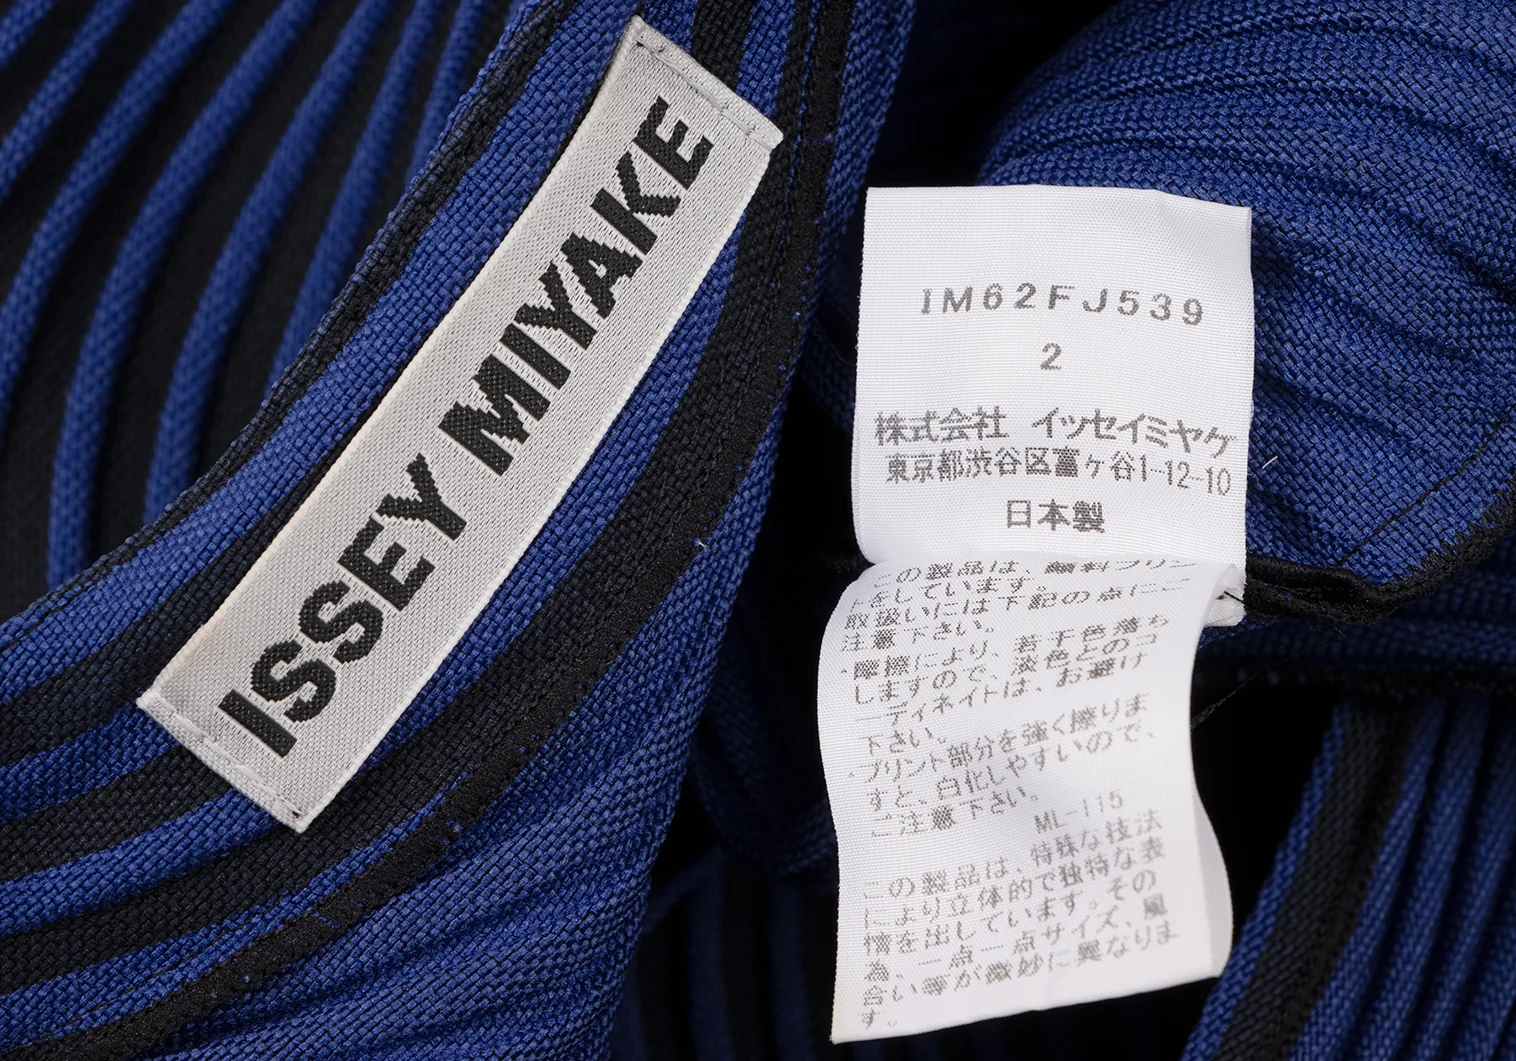 ISSEY MIYAKE
IM62FJ539
2
株式会社 イッセイミヤケ
東京都渋谷区富ヶ谷1-12-10
日本製
この製品は、顔料プリン
トをしています。
取扱いには下記の点にご
注意下さい。
・摩擦により、若干色落ち
しますので、淡色とのコ
ーディネイトは、お避け
下さい。
・プリント部分を強く擦りま
すと、白化しやすいので、
ご注意下さい。
ML-115
この製品は、特殊な技法
により立体的で独特な表
情を出しています。その
為、一点一点サイズ、風
合い等が微妙に異なりま
す。